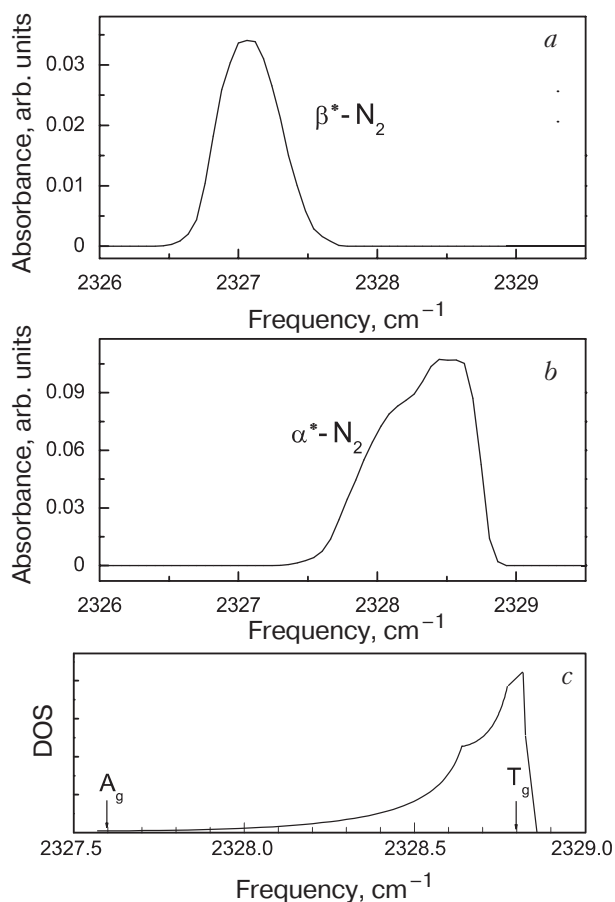 a
0.03
0.02
0.01
0
β*- N₂
Absorbance, arb. units
2326 2327 2328 2329
Frequency, cm⁻¹
b
0.09
0.06
0.03
0
α*- N₂
Absorbance, arb. units
2326 2327 2328 2329
Frequency, cm⁻¹
c
DOS
A_g
T_g
2327.5 2328.0 2328.5 2329.0
Frequency, cm⁻¹